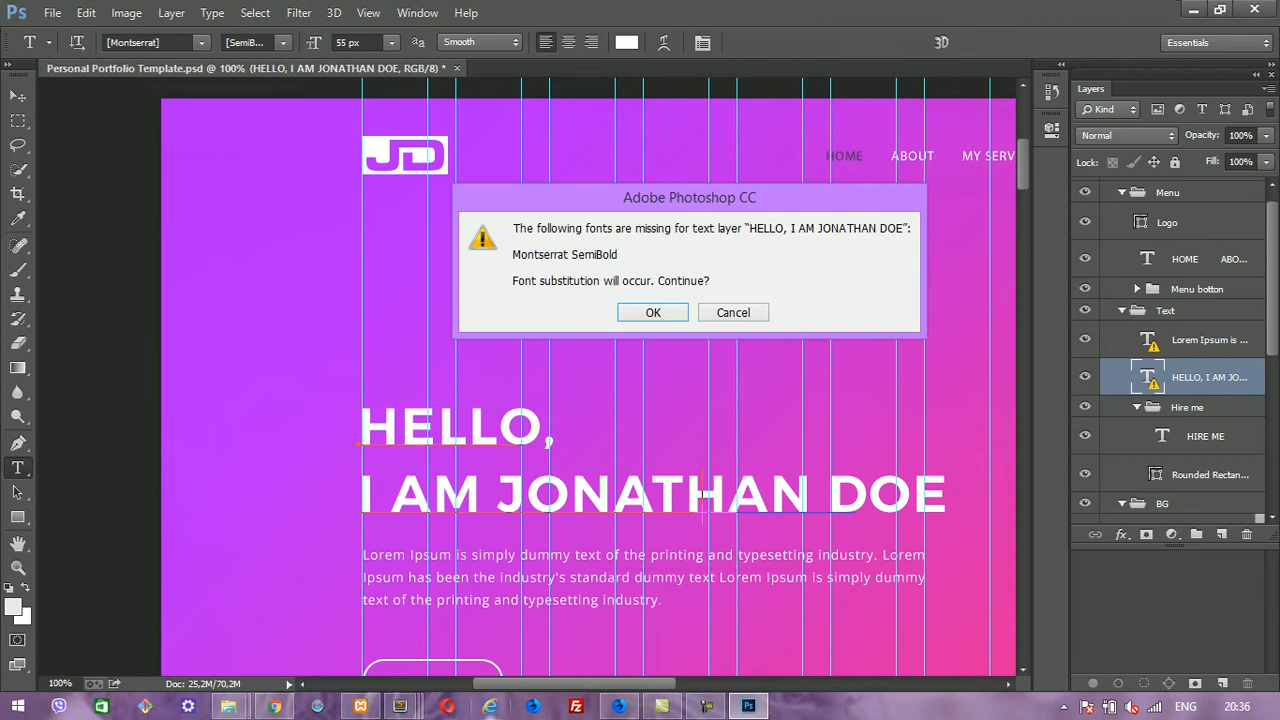 Ps File Edit Image Layer Type Select Filter 3D View Window Help
T [Montserrat] [SemiB... 55 px aa Smooth 3D Essentials
Personal Portfolio Template.psd @ 100% (HELLO, I AM JONATHAN DOE, RGB/8) * ×
JD
HOME ABOUT MY SERV
Adobe Photoshop CC
The following fonts are missing for text layer “HELLO, I AM JONATHAN DOE”:
Montserrat SemiBold
Font substitution will occur. Continue?
OK Cancel
HELLO,
I AM JONATHAN DOE
Lorem Ipsum is simply dummy text of the printing and typesetting industry. Lorem
Ipsum has been the industry's standard dummy text Lorem Ipsum is simply dummy
text of the printing and typesetting industry.
Layers
Kind
Normal Opacity: 100%
Lock: Fill: 100%
Menu
Logo
HOME ABO...
Menu botton
Text
Lorem Ipsum is ...
HELLO, I AM JO...
Hire me
HIRE ME
Rounded Rectan...
BG
100% Doc: 25,2M/70,2M
ENG 20:36